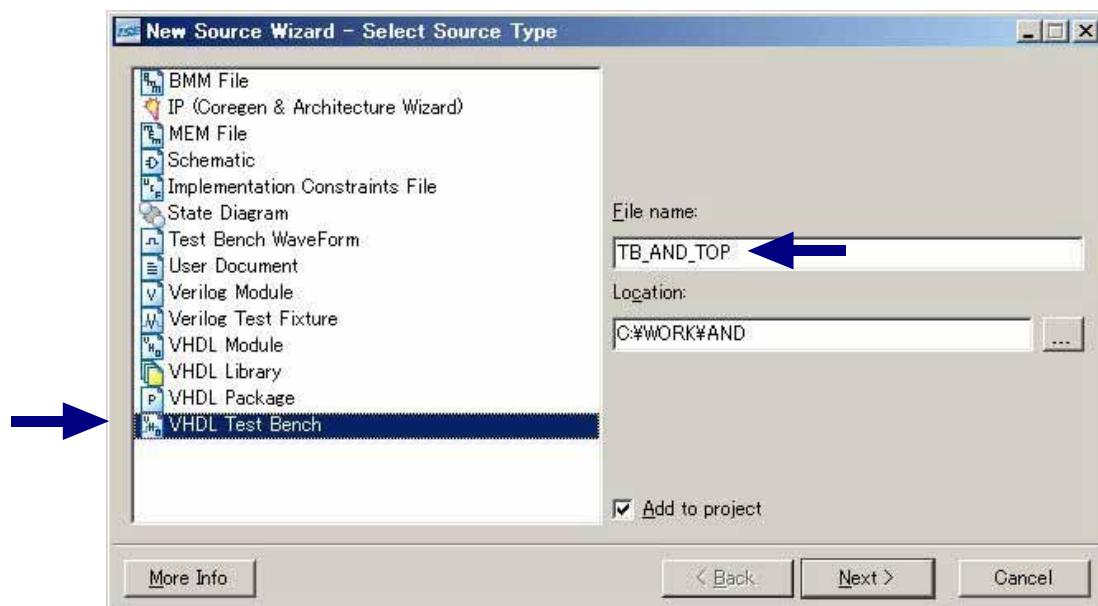 New Source Wizard - Select Source Type
BMM File
IP (Coregen & Architecture Wizard)
MEM File
Schematic
Implementation Constraints File
State Diagram
Test Bench WaveForm
User Document
Verilog Module
Verilog Test Fixture
VHDL Module
VHDL Library
VHDL Package
VHDL Test Bench
File name:
TB_AND_TOP
Location:
C:¥WORK¥AND
...
Add to project
More Info
< Back
Next >
Cancel